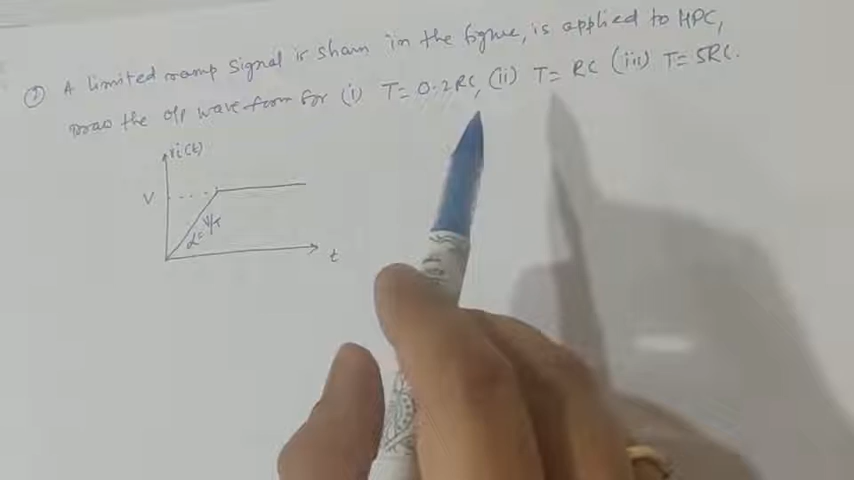 ② A limited ramp signal is shown in the figure, is applied to HPC,
Draw the o/p wave form for (i) T= 0.2RC, (ii) T= RC (iii) T= 5RC.
vi(t)
V
α= V/T
t